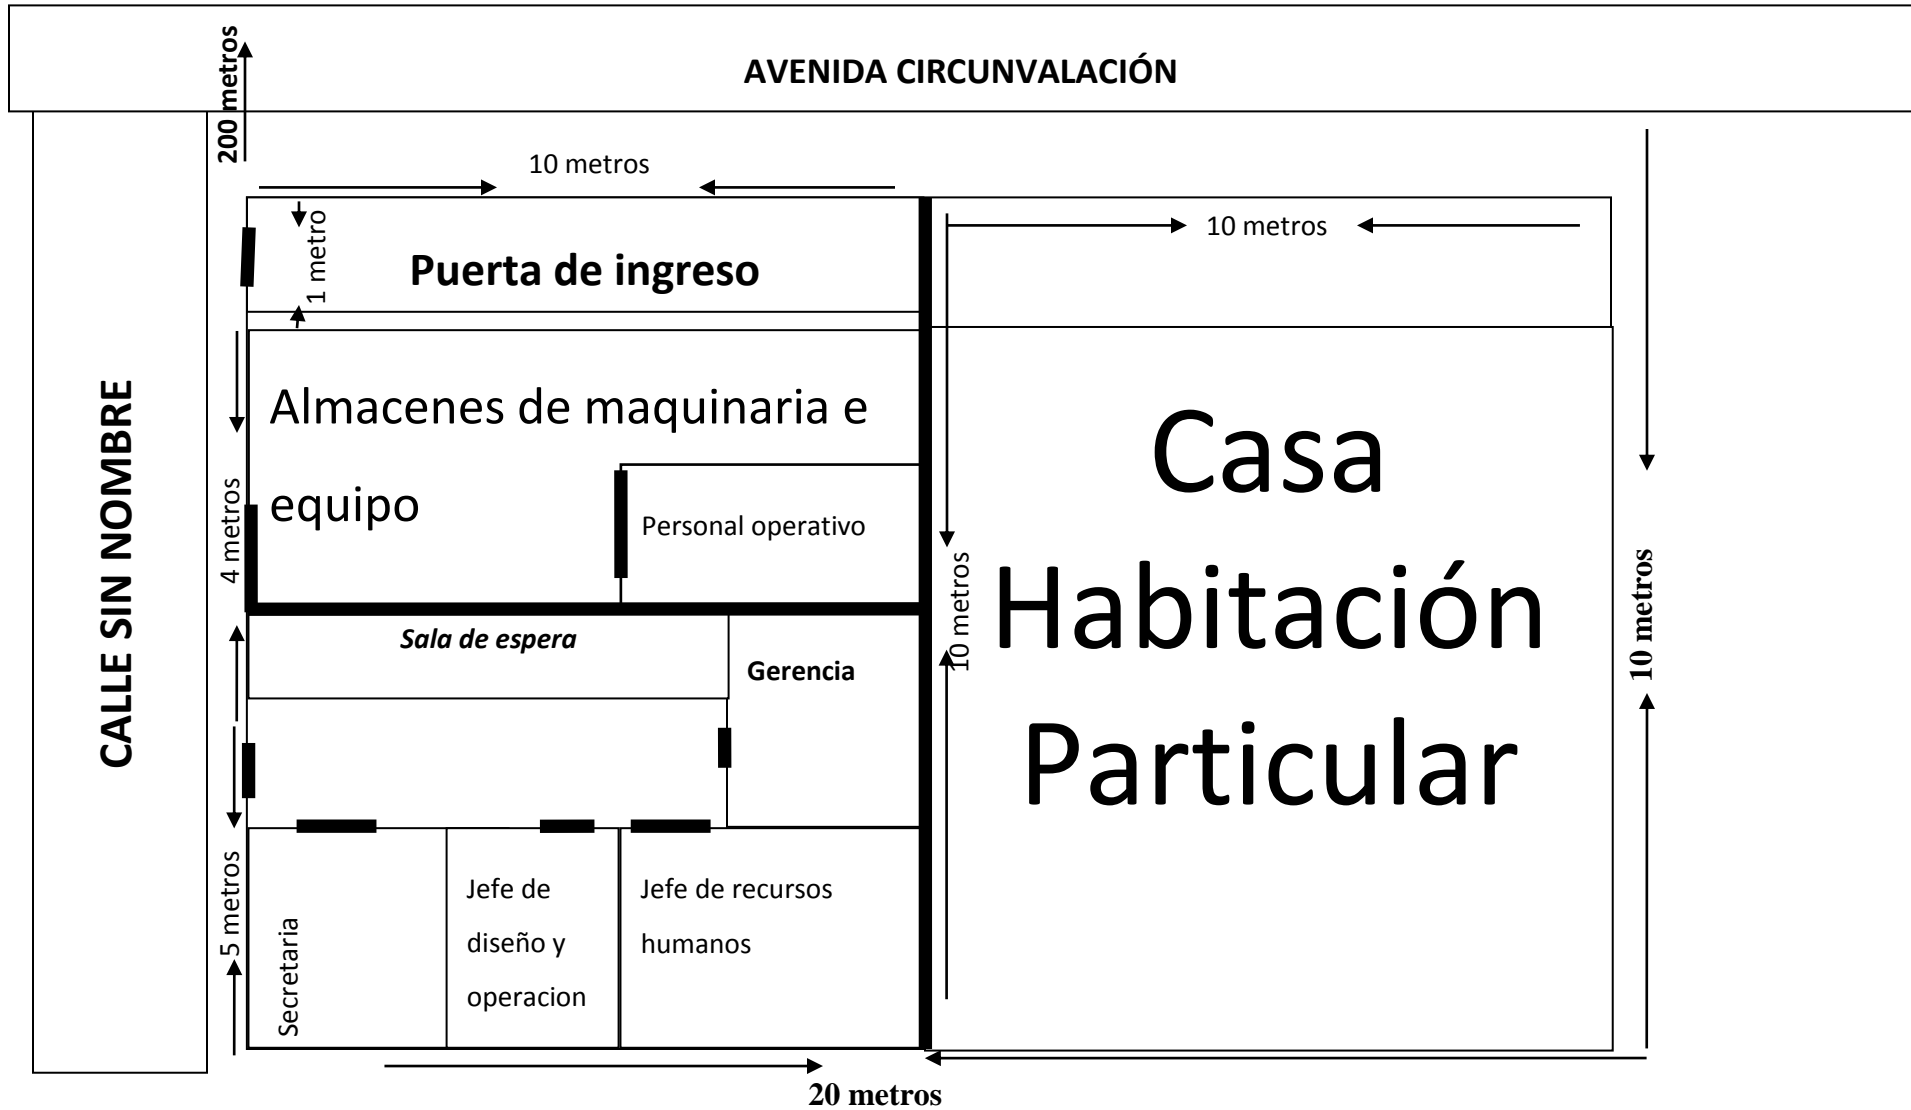 AVENIDA CIRCUNVALACIÓN
200 metros
10 metros
1 metro
Puerta de ingreso
10 metros
CALLE SIN NOMBRE
Almacenes de maquinaria e
equipo
4 metros
Personal operativo
10 metros
Casa
Habitación
Particular
10 metros
Sala de espera
Gerencia
5 metros
Secretaria
Jefe de
diseño y
operacion
Jefe de recursos
humanos
20 metros